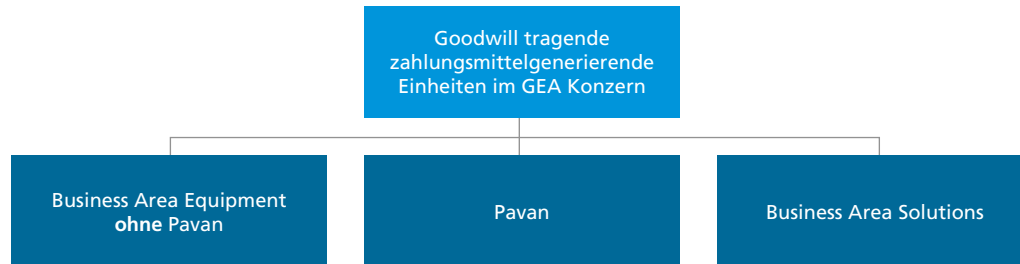 Goodwill tragende
zahlungsmittelgenerierende
Einheiten im GEA Konzern
Business Area Equipment
ohne Pavan
Pavan
Business Area Solutions